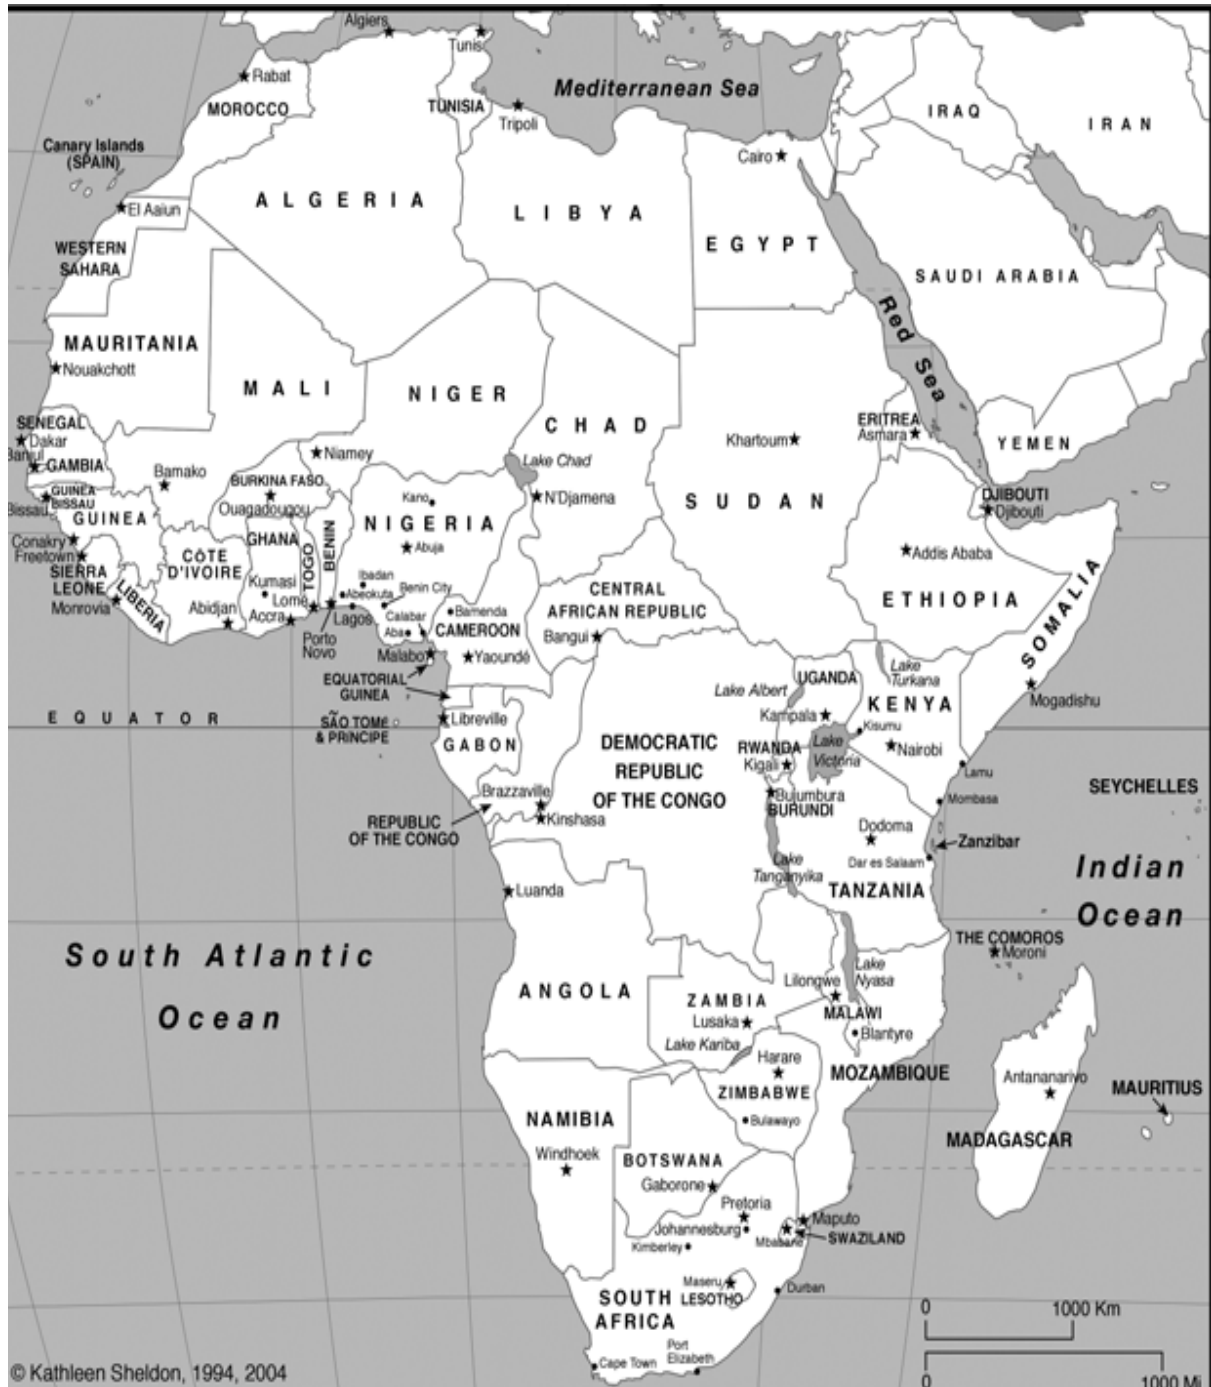 Algiers
Tunis
Rabat
Mediterranean Sea
MOROCCO
TUNISIA
Tripoli
IRAQ
IRAN
Canary Islands
(SPAIN)
Cairo
El Aaiun
ALGERIA
LIBYA
EGYPT
WESTERN
SAHARA
SAUDI ARABIA
Red Sea
MAURITANIA
Nouakchott
MALI
NIGER
CHAD
SENEGAL
Dakar
Banjul
GAMBIA
ERITREA
Asmara
Khartoum
YEMEN
Niamey
Lake Chad
Bamako
BURKINA FASO
Ouagadougou
GUINEA
BISSAU
Bissau
GUINEA
Kano
N'Djamena
NIGERIA
SUDAN
DJIBOUTI
Djibouti
Conakry
Freetown
SIERRA
LEONE
Monrovia
LIBERIA
CÔTE
D'IVOIRE
Abidjan
GHANA
Kumasi
Accra
TOGO
Lomé
BENIN
Porto
Novo
Abuja
Ibadan
Abeokuta
Benin City
Lagos
Calabar
Aba
Bamenda
CAMEROON
Malabo
Yaoundé
CENTRAL
AFRICAN REPUBLIC
Bangui
Addis Ababa
ETHIOPIA
SOMALIA
Mogadishu
EQUATORIAL
GUINEA
EQUATOR
SÃO TOMÉ
& PRINCIPE
Libreville
GABON
UGANDA
Lake Albert
Kampala
Lake
Turkana
KENYA
Kisumu
Nairobi
DEMOCRATIC
REPUBLIC
OF THE CONGO
RWANDA
Kigali
Lake
Victoria
Lamu
Brazzaville
Kinshasa
REPUBLIC
OF THE CONGO
Bujumbura
BURUNDI
Mombasa
SEYCHELLES
Dodoma
Zanzibar
Dar es Salaam
Lake
Tanganyika
TANZANIA
Indian
Ocean
Luanda
South Atlantic
Ocean
THE COMOROS
Moroni
Lake
Nyasa
Lilongwe
ANGOLA
ZAMBIA
Lusaka
MALAWI
Blantyre
Lake Kariba
Harare
ZIMBABWE
Bulawayo
MOZAMBIQUE
Antananarivo
MAURITIUS
MADAGASCAR
NAMIBIA
Windhoek
BOTSWANA
Gaborone
Pretoria
Johannesburg
Kimberley
Maputo
Mbabane
SWAZILAND
Maseru
LESOTHO
Durban
SOUTH
AFRICA
Cape Town
Port
Elizabeth
0 1000 Km
0 1000 Mi
© Kathleen Sheldon, 1994, 2004